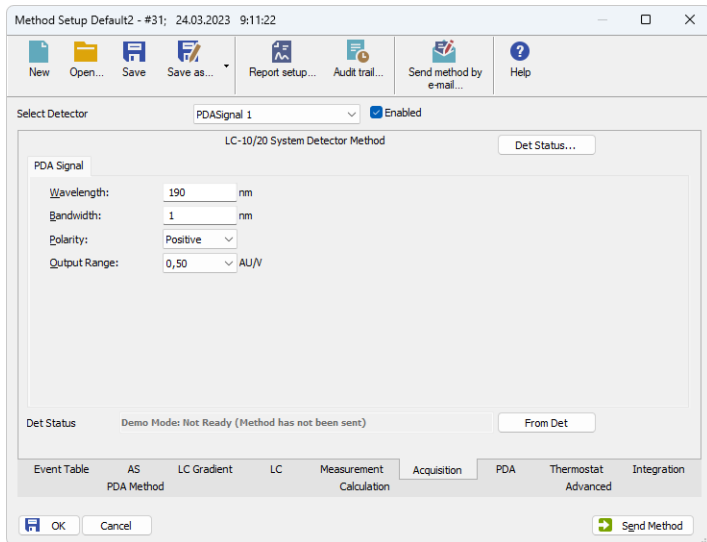 Method Setup Default2 - #31; 24.03.2023 9:11:22
New Open... Save Save as... Report setup... Audit trail... Send method by e-mail... Help
Select Detector PDASignal 1 Enabled
LC-10/20 System Detector Method Det Status...
PDA Signal
Wavelength: 190 nm
Bandwidth: 1 nm
Polarity: Positive
Output Range: 0,50 AU/V
Det Status Demo Mode: Not Ready (Method has not been sent) From Det
Event Table AS LC Gradient LC Measurement Acquisition PDA Thermostat Integration
PDA Method Calculation Advanced
OK Cancel Send Method